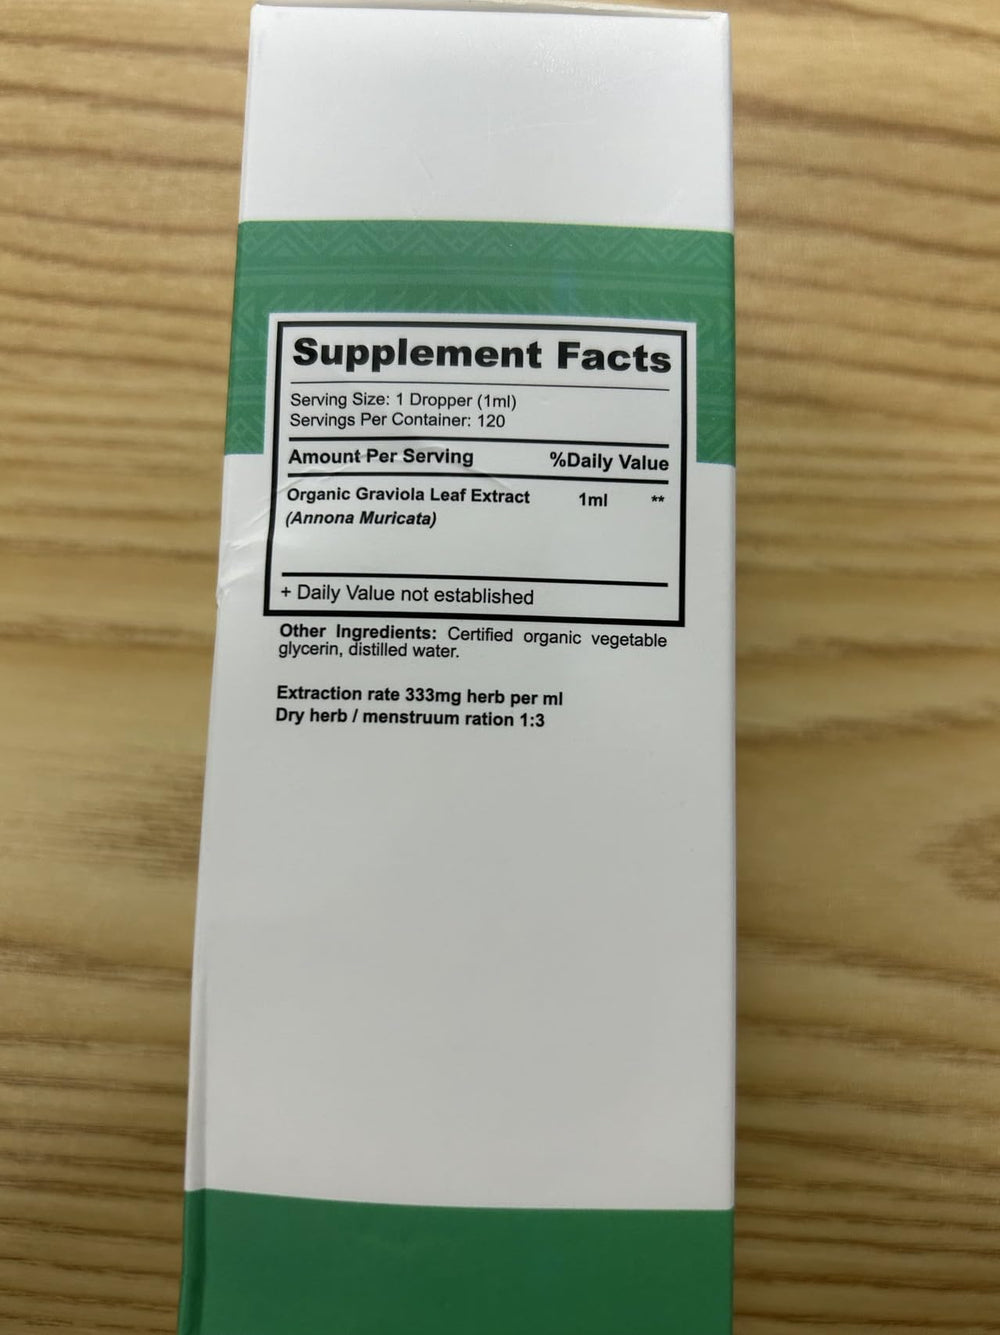 Supplement Facts
Serving Size: 1 Dropper (1ml)
Servings Per Container: 120
Amount Per Serving %Daily Value
Organic Graviola Leaf Extract 1ml **
(Annona Muricata)
+ Daily Value not established
Other Ingredients: Certified organic vegetable
glycerin, distilled water.
Extraction rate 333mg herb per ml
Dry herb / menstruum ration 1:3